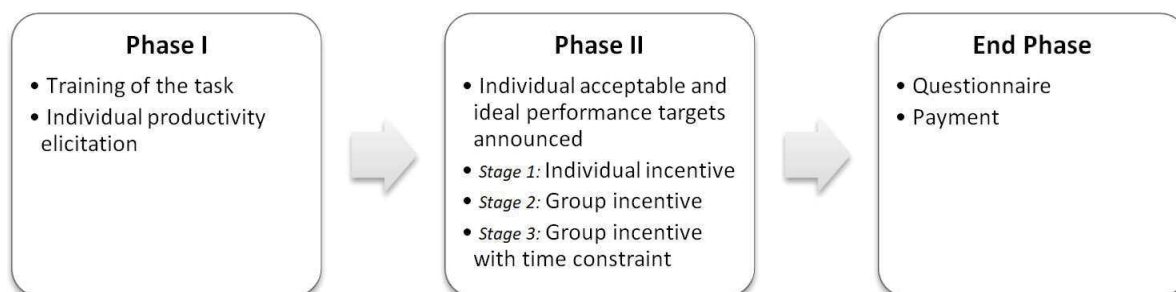 Phase I
• Training of the task
• Individual productivity
elicitation
Phase II
• Individual acceptable and
ideal performance targets
announced
• Stage 1: Individual incentive
• Stage 2: Group incentive
• Stage 3: Group incentive
with time constraint
End Phase
• Questionnaire
• Payment